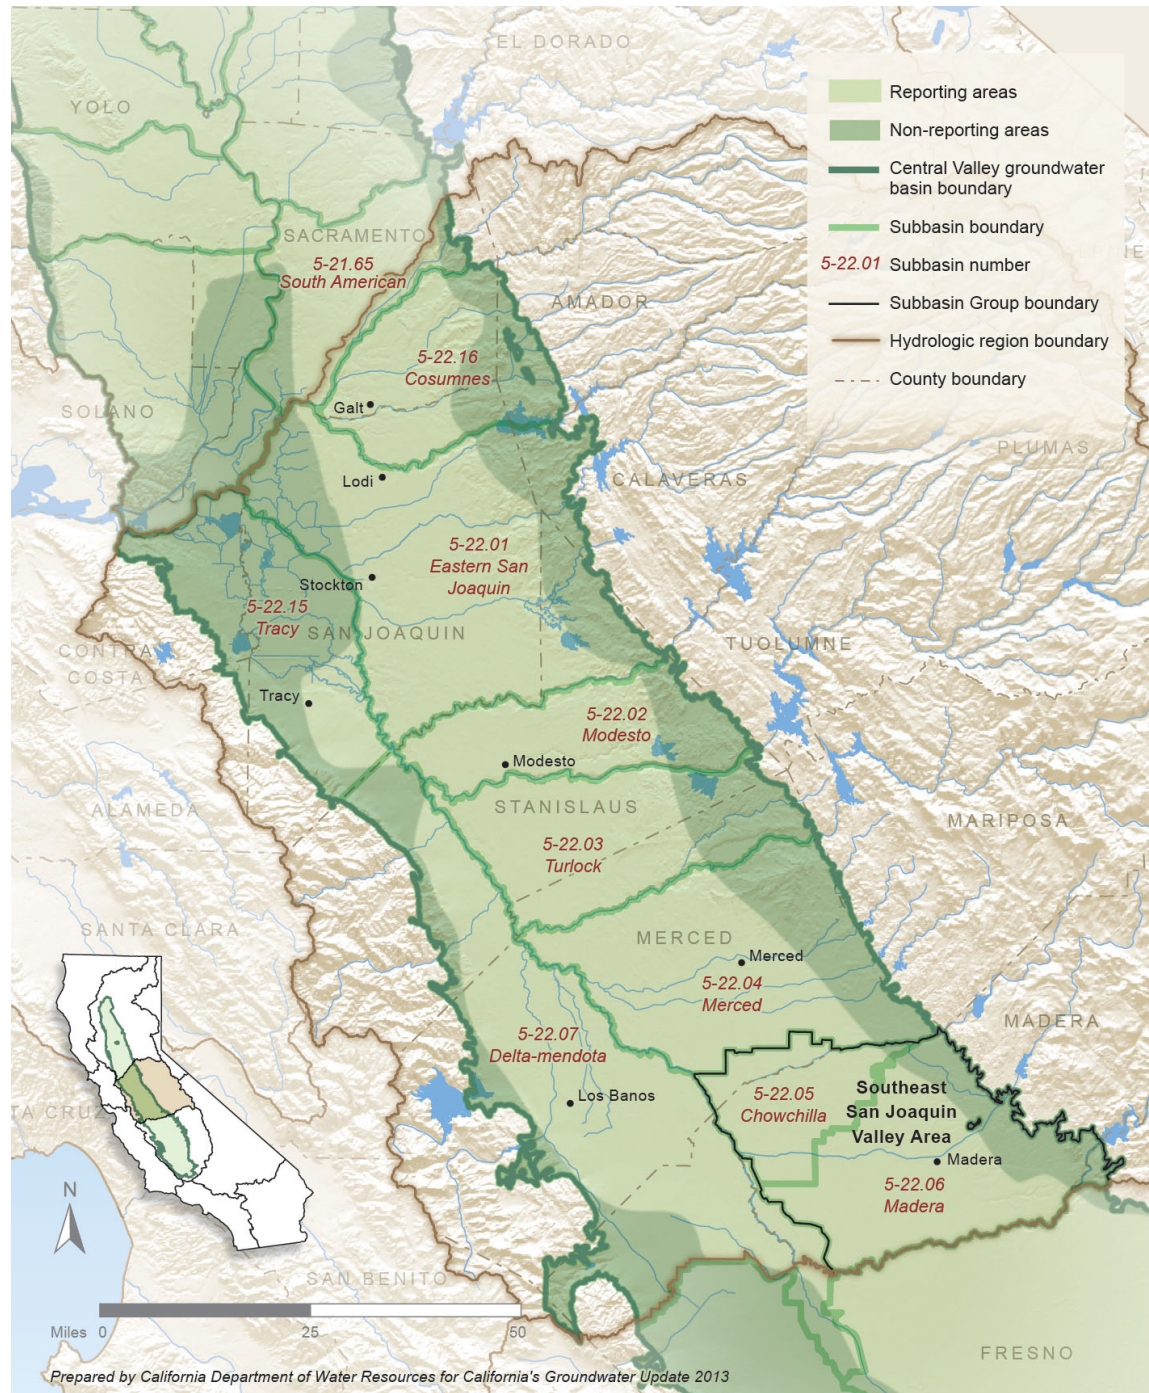 EL DORADO
YOLO
Reporting areas
Non-reporting areas
Central Valley groundwater
basin boundary
Subbasin boundary
5-22.01 Subbasin number
Subbasin Group boundary
Hydrologic region boundary
County boundary
SACRAMENTO
5-21.65
South American
AMADOR
5-22.16
Cosumnes
Galt
SOLANO
PLUMAS
Lodi
CALAVERAS
5-22.01
Eastern San
Joaquin
Stockton
5-22.15
Tracy
SAN JOAQUIN
TUOLUMNE
CONTRA
COSTA
Tracy
5-22.02
Modesto
Modesto
STANISLAUS
ALAMEDA
MARIPOSA
5-22.03
Turlock
SANTA CLARA
MERCED
Merced
5-22.04
Merced
MADERA
5-22.07
Delta-mendota
Los Banos
5-22.05
Chowchilla
Southeast
San Joaquin
Valley Area
TA CRUZ
Madera
5-22.06
Madera
N
SAN BENITO
Miles 0 25 50
FRESNO
Prepared by California Department of Water Resources for California's Groundwater Update 2013